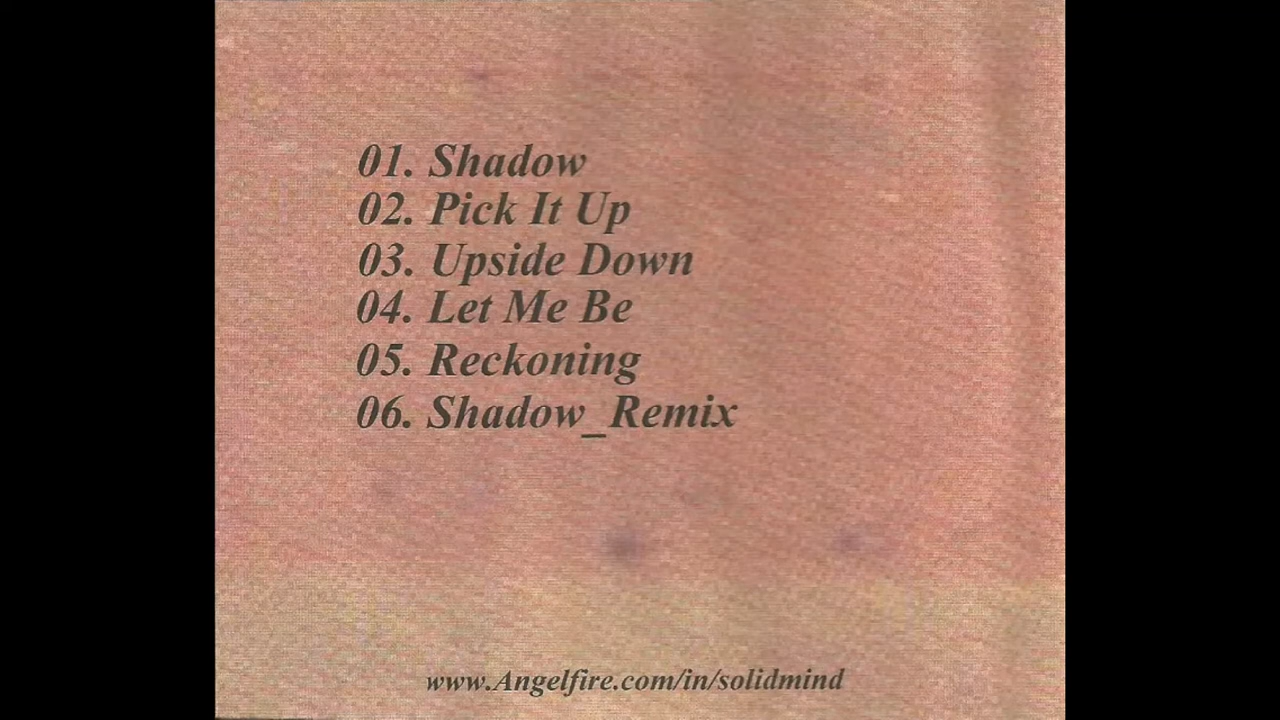 01. Shadow
02. Pick It Up
03. Upside Down
04. Let Me Be
05. Reckoning
06. Shadow_Remix
www.Angelfire.com/in/solidmind